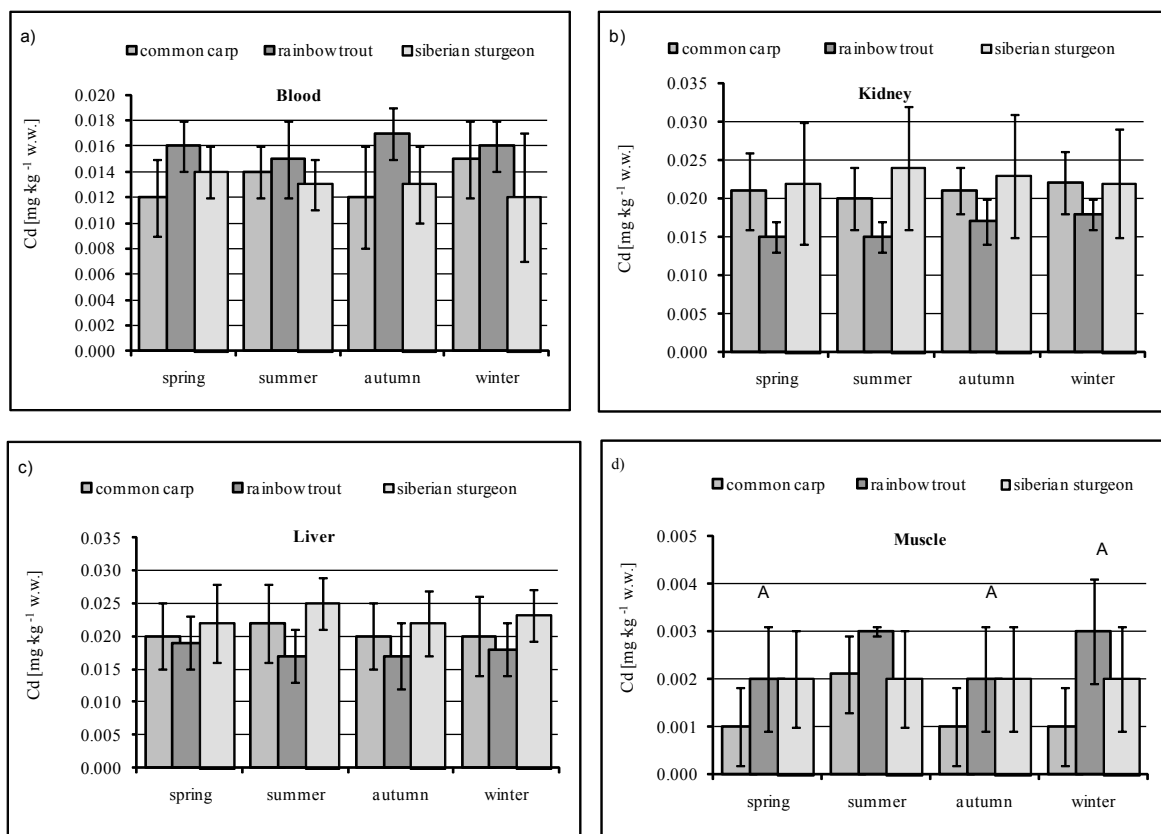 a)
common carp rainbow trout siberian sturgeon
Blood
Cd [mg·kg⁻¹ w.w.]
0.020
0.018
0.016
0.014
0.012
0.010
0.008
0.006
0.004
0.002
0.000
spring summer autumn winter
b)
common carp rainbow trout siberian sturgeon
Kidney
Cd [mg·kg⁻¹ w.w.]
0.035
0.030
0.025
0.020
0.015
0.010
0.005
0.000
spring summer autumn winter
c)
common carp rainbow trout siberian sturgeon
Liver
Cd [mg·kg⁻¹ w.w.]
0.035
0.030
0.025
0.020
0.015
0.010
0.005
0.000
spring summer autumn winter
d)
common carp rainbow trout siberian sturgeon
Muscle
Cd [mg·kg⁻¹ w.w.]
0.005
0.004
0.003
0.002
0.001
0.000
A
A
A
spring summer autumn winter